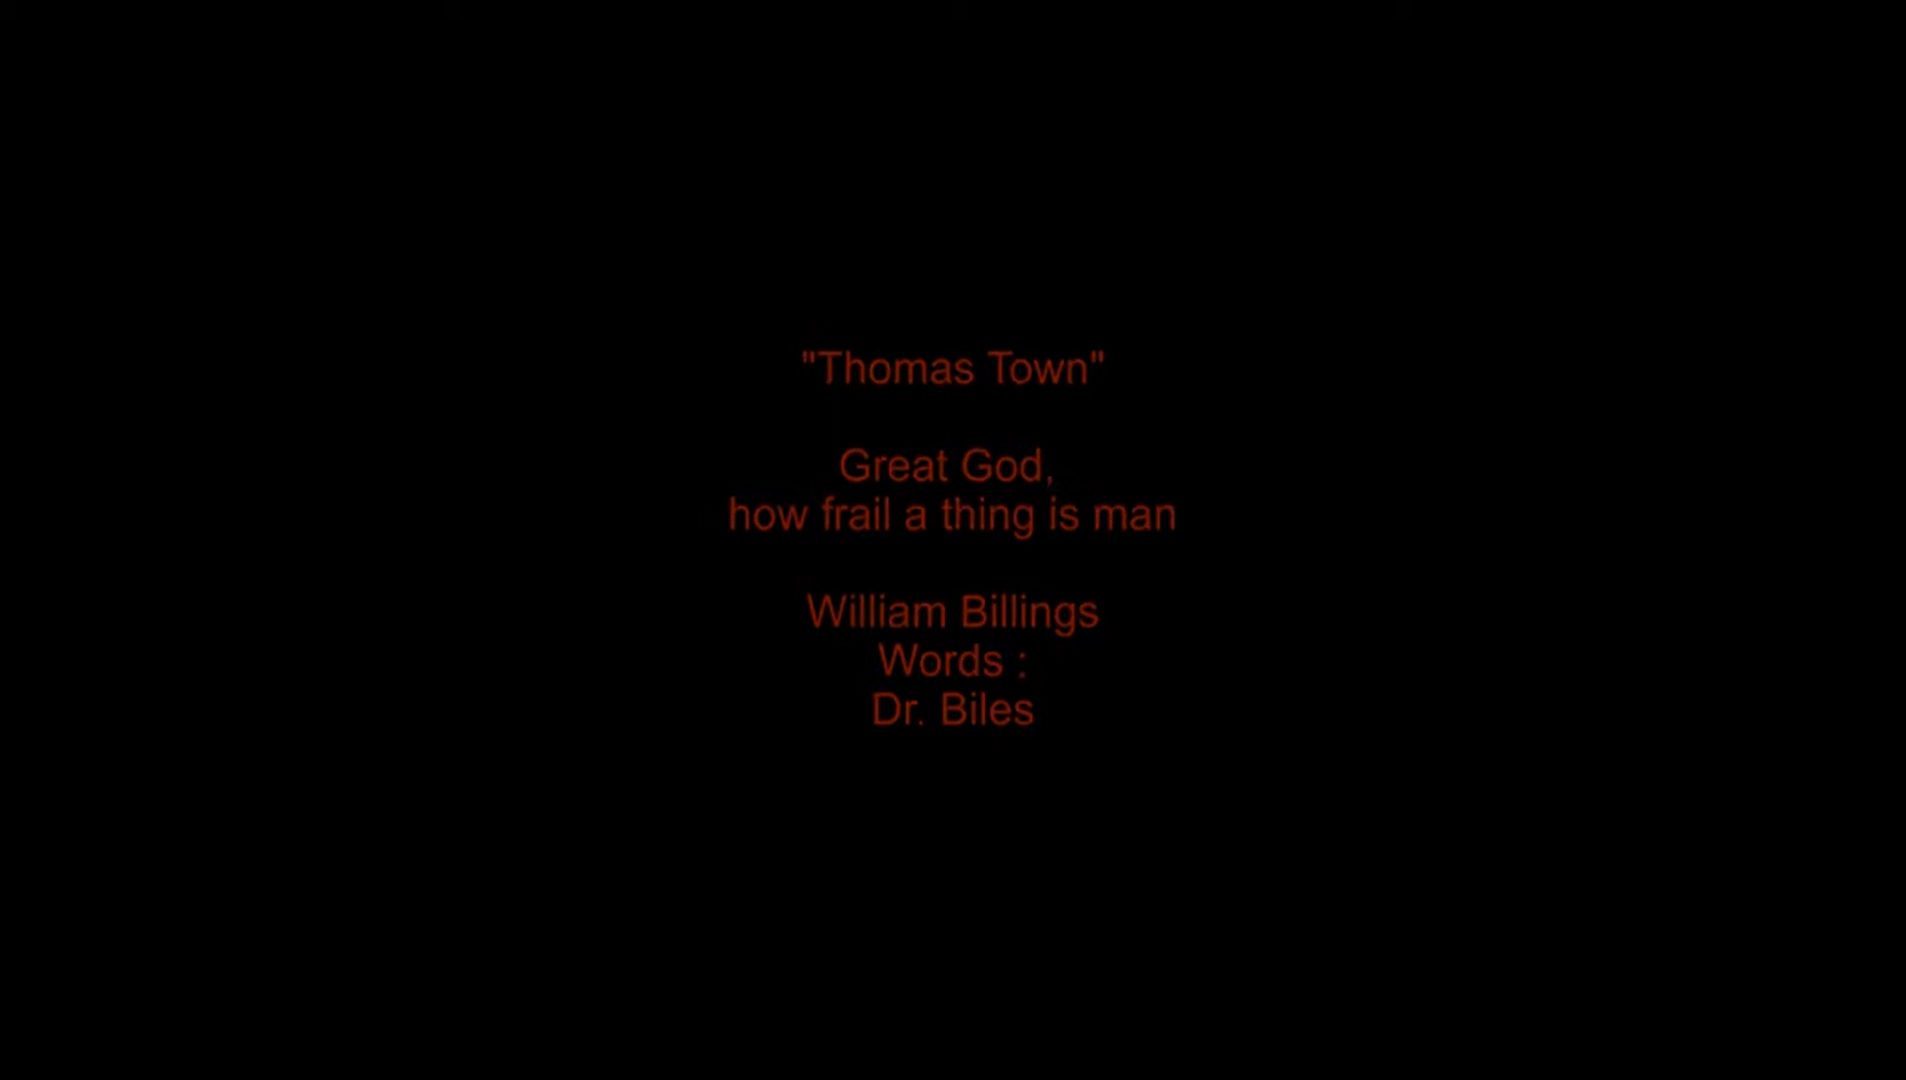 "Thomas Town"
Great God,
how frail a thing is man
William Billings
Words :
Dr. Biles